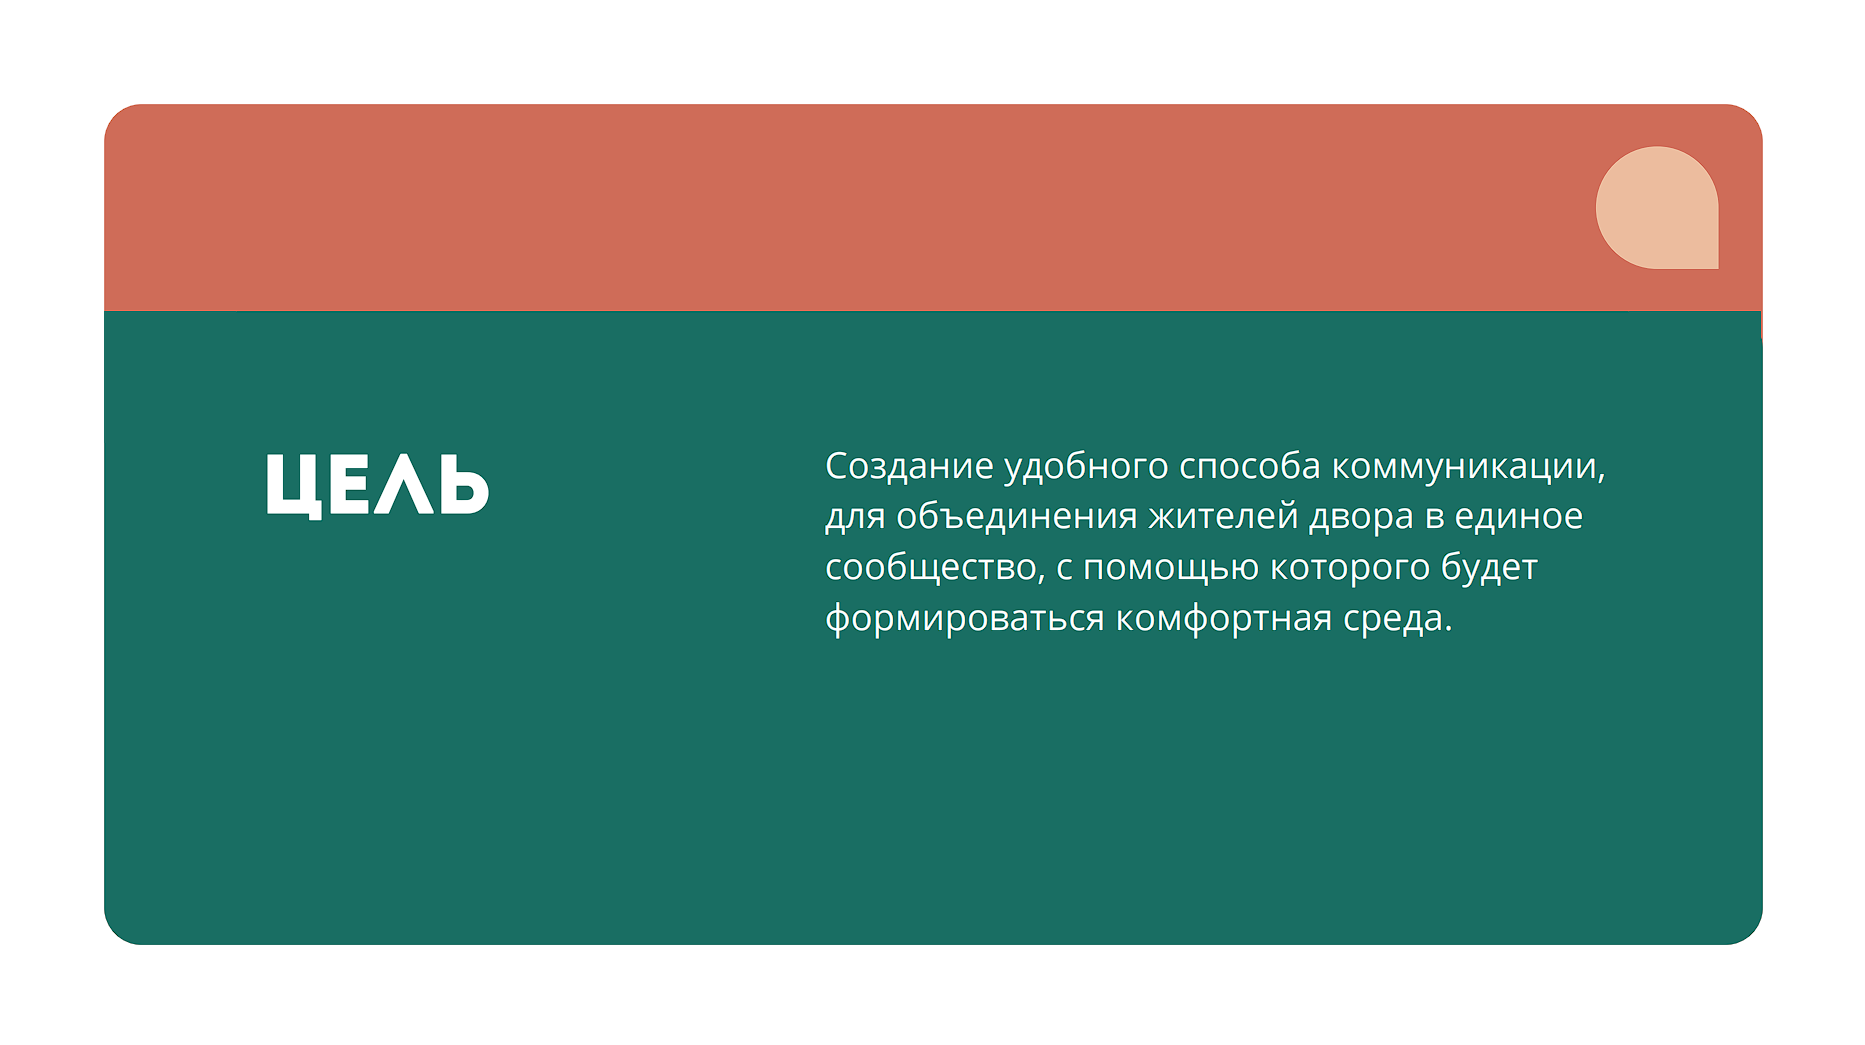 ЦЕЛЬ
Создание удобного способа коммуникации,
для объединения жителей двора в единое
сообщество, с помощью которого будет
формироваться комфортная среда.